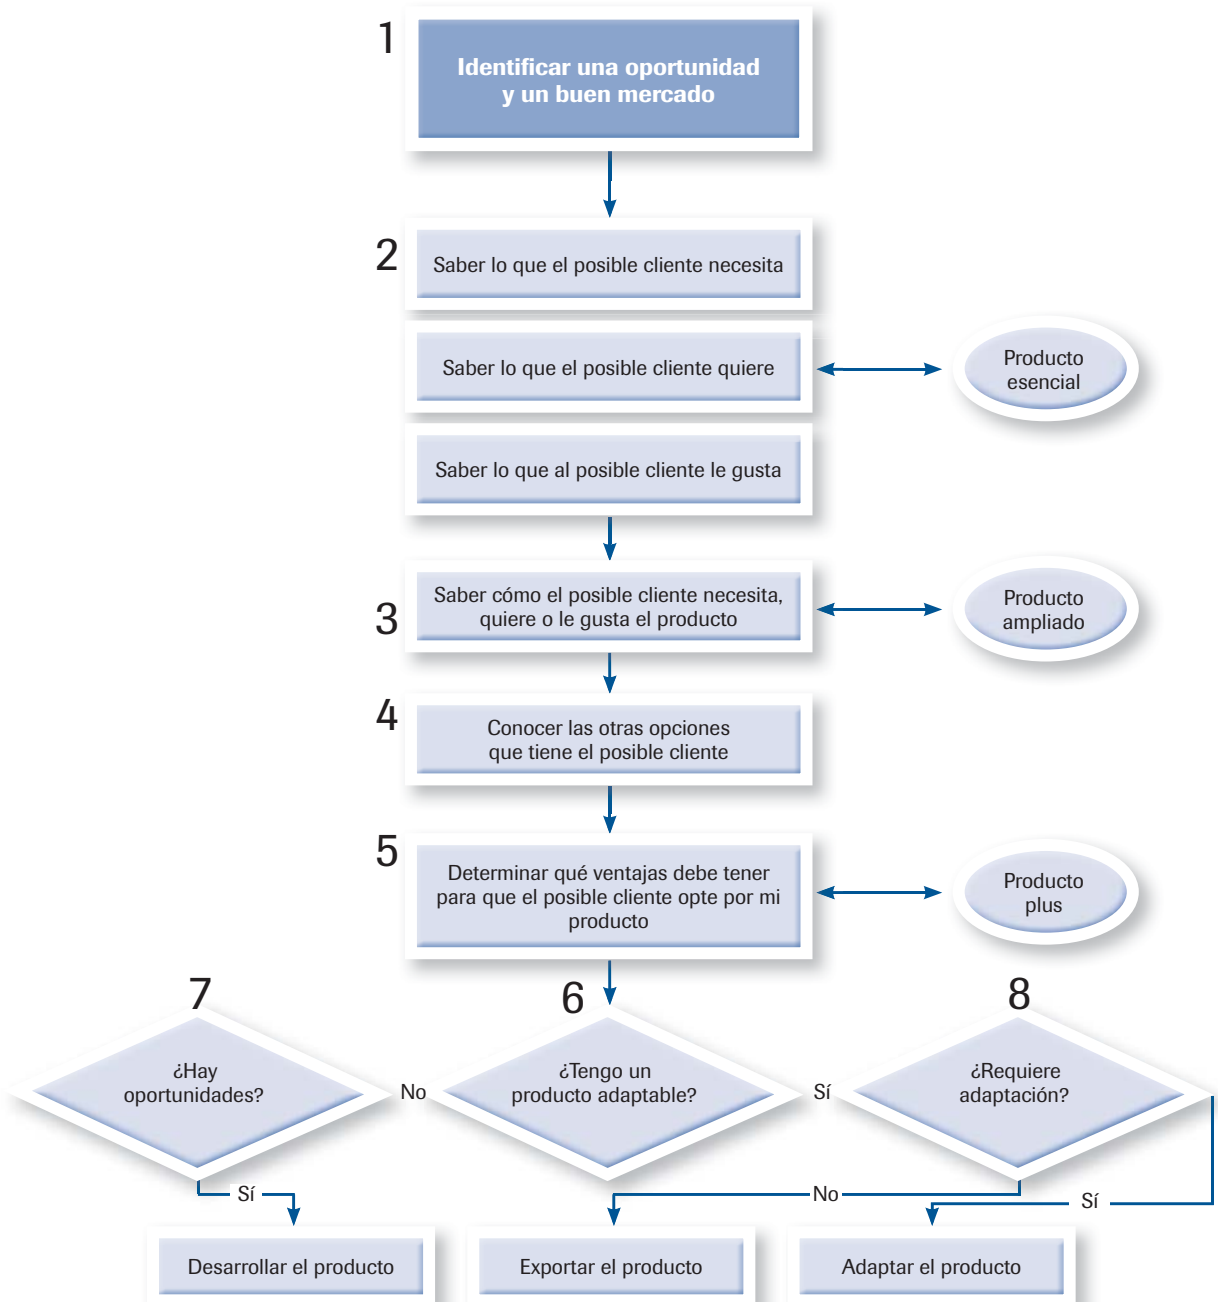 1
Identificar una oportunidad
y un buen mercado
2
Saber lo que el posible cliente necesita
Saber lo que el posible cliente quiere
Producto
esencial
Saber lo que al posible cliente le gusta
3
Saber cómo el posible cliente necesita,
quiere o le gusta el producto
Producto
ampliado
4
Conocer las otras opciones
que tiene el posible cliente
5
Determinar qué ventajas debe tener
para que el posible cliente opte por mi
producto
Producto
plus
7
¿Hay
oportunidades?
No
6
¿Tengo un
producto adaptable?
Sí
8
¿Requiere
adaptación?
Sí
No
Sí
Desarrollar el producto
Exportar el producto
Adaptar el producto